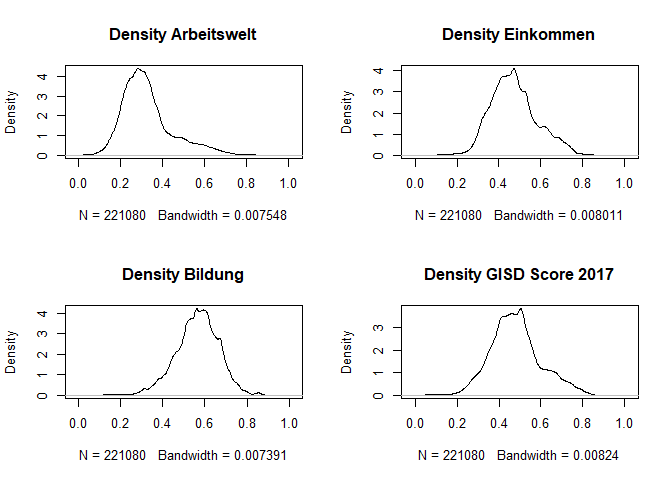 Density Arbeitswelt
Density
4
3
2
1
0
0.0 0.2 0.4 0.6 0.8 1.0
N = 221080 Bandwidth = 0.007548
Density Einkommen
Density
4
3
2
1
0
0.0 0.2 0.4 0.6 0.8 1.0
N = 221080 Bandwidth = 0.008011
Density Bildung
Density
4
3
2
1
0
0.0 0.2 0.4 0.6 0.8 1.0
N = 221080 Bandwidth = 0.007391
Density GISD Score 2017
Density
3
2
1
0
0.0 0.2 0.4 0.6 0.8 1.0
N = 221080 Bandwidth = 0.00824